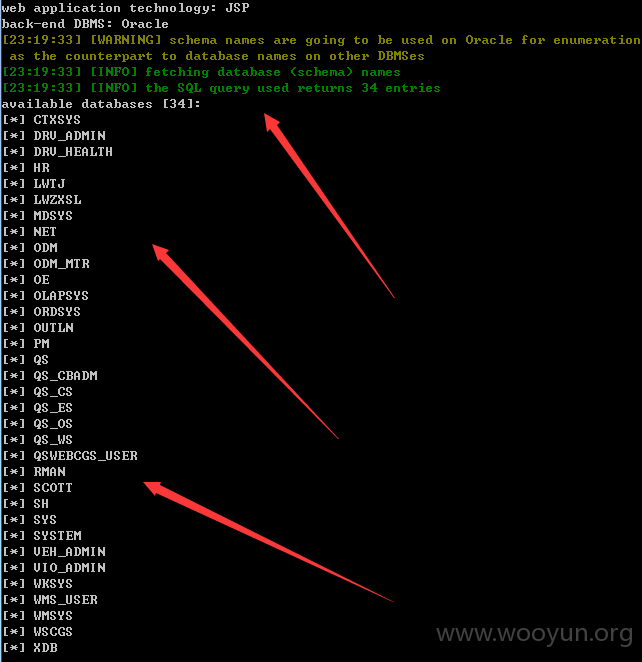 web application technology: JSP
back-end DBMS: Oracle
[23:19:33] [WARNING] schema names are going to be used on Oracle for enumeration
as the counterpart to database names on other DBMSes
[23:19:33] [INFO] fetching database (schema) names
[23:19:33] [INFO] the SQL query used returns 34 entries
available databases [34]:
[*] CTXSYS
[*] DRV_ADMIN
[*] DRV_HEALTH
[*] HR
[*] LWTJ
[*] LWZXSL
[*] MDSYS
[*] NET
[*] ODM
[*] ODM_MTR
[*] OE
[*] OLAPSYS
[*] ORDSYS
[*] OUTLN
[*] PM
[*] QS
[*] QS_CBADM
[*] QS_CS
[*] QS_ES
[*] QS_OS
[*] QS_WS
[*] QSWEBCGS_USER
[*] RMAN
[*] SCOTT
[*] SH
[*] SYS
[*] SYSTEM
[*] VEH_ADMIN
[*] VIO_ADMIN
[*] WKSYS
[*] WMS_USER
[*] WMSYS
[*] WSCGS
[*] XDB
www.wooyun.org